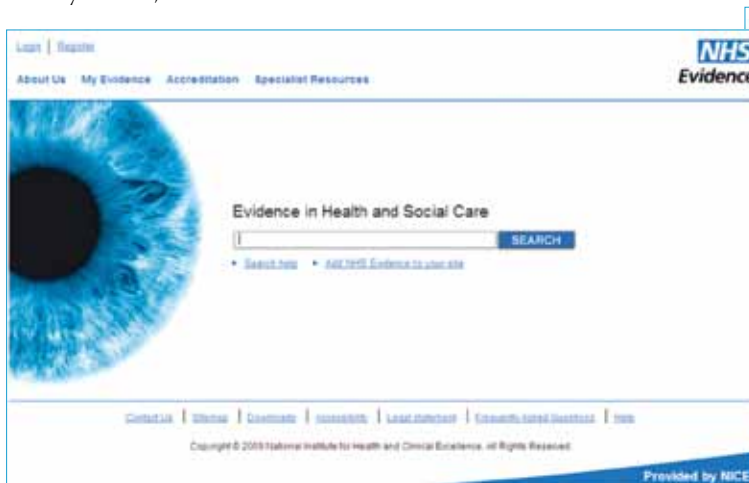 Login | Register
NHS
Evidence
About Us My Evidence Accreditation Specialist Resources
Evidence in Health and Social Care
SEARCH
Search help Add NHS Evidence to your site
Contact Us | Sitemap | Downloads | Accessibility | Legal statement | Frequently Asked Questions | Help
Copyright © 2009 National Institute for Health and Clinical Excellence. All Rights Reserved.
Provided by NICE